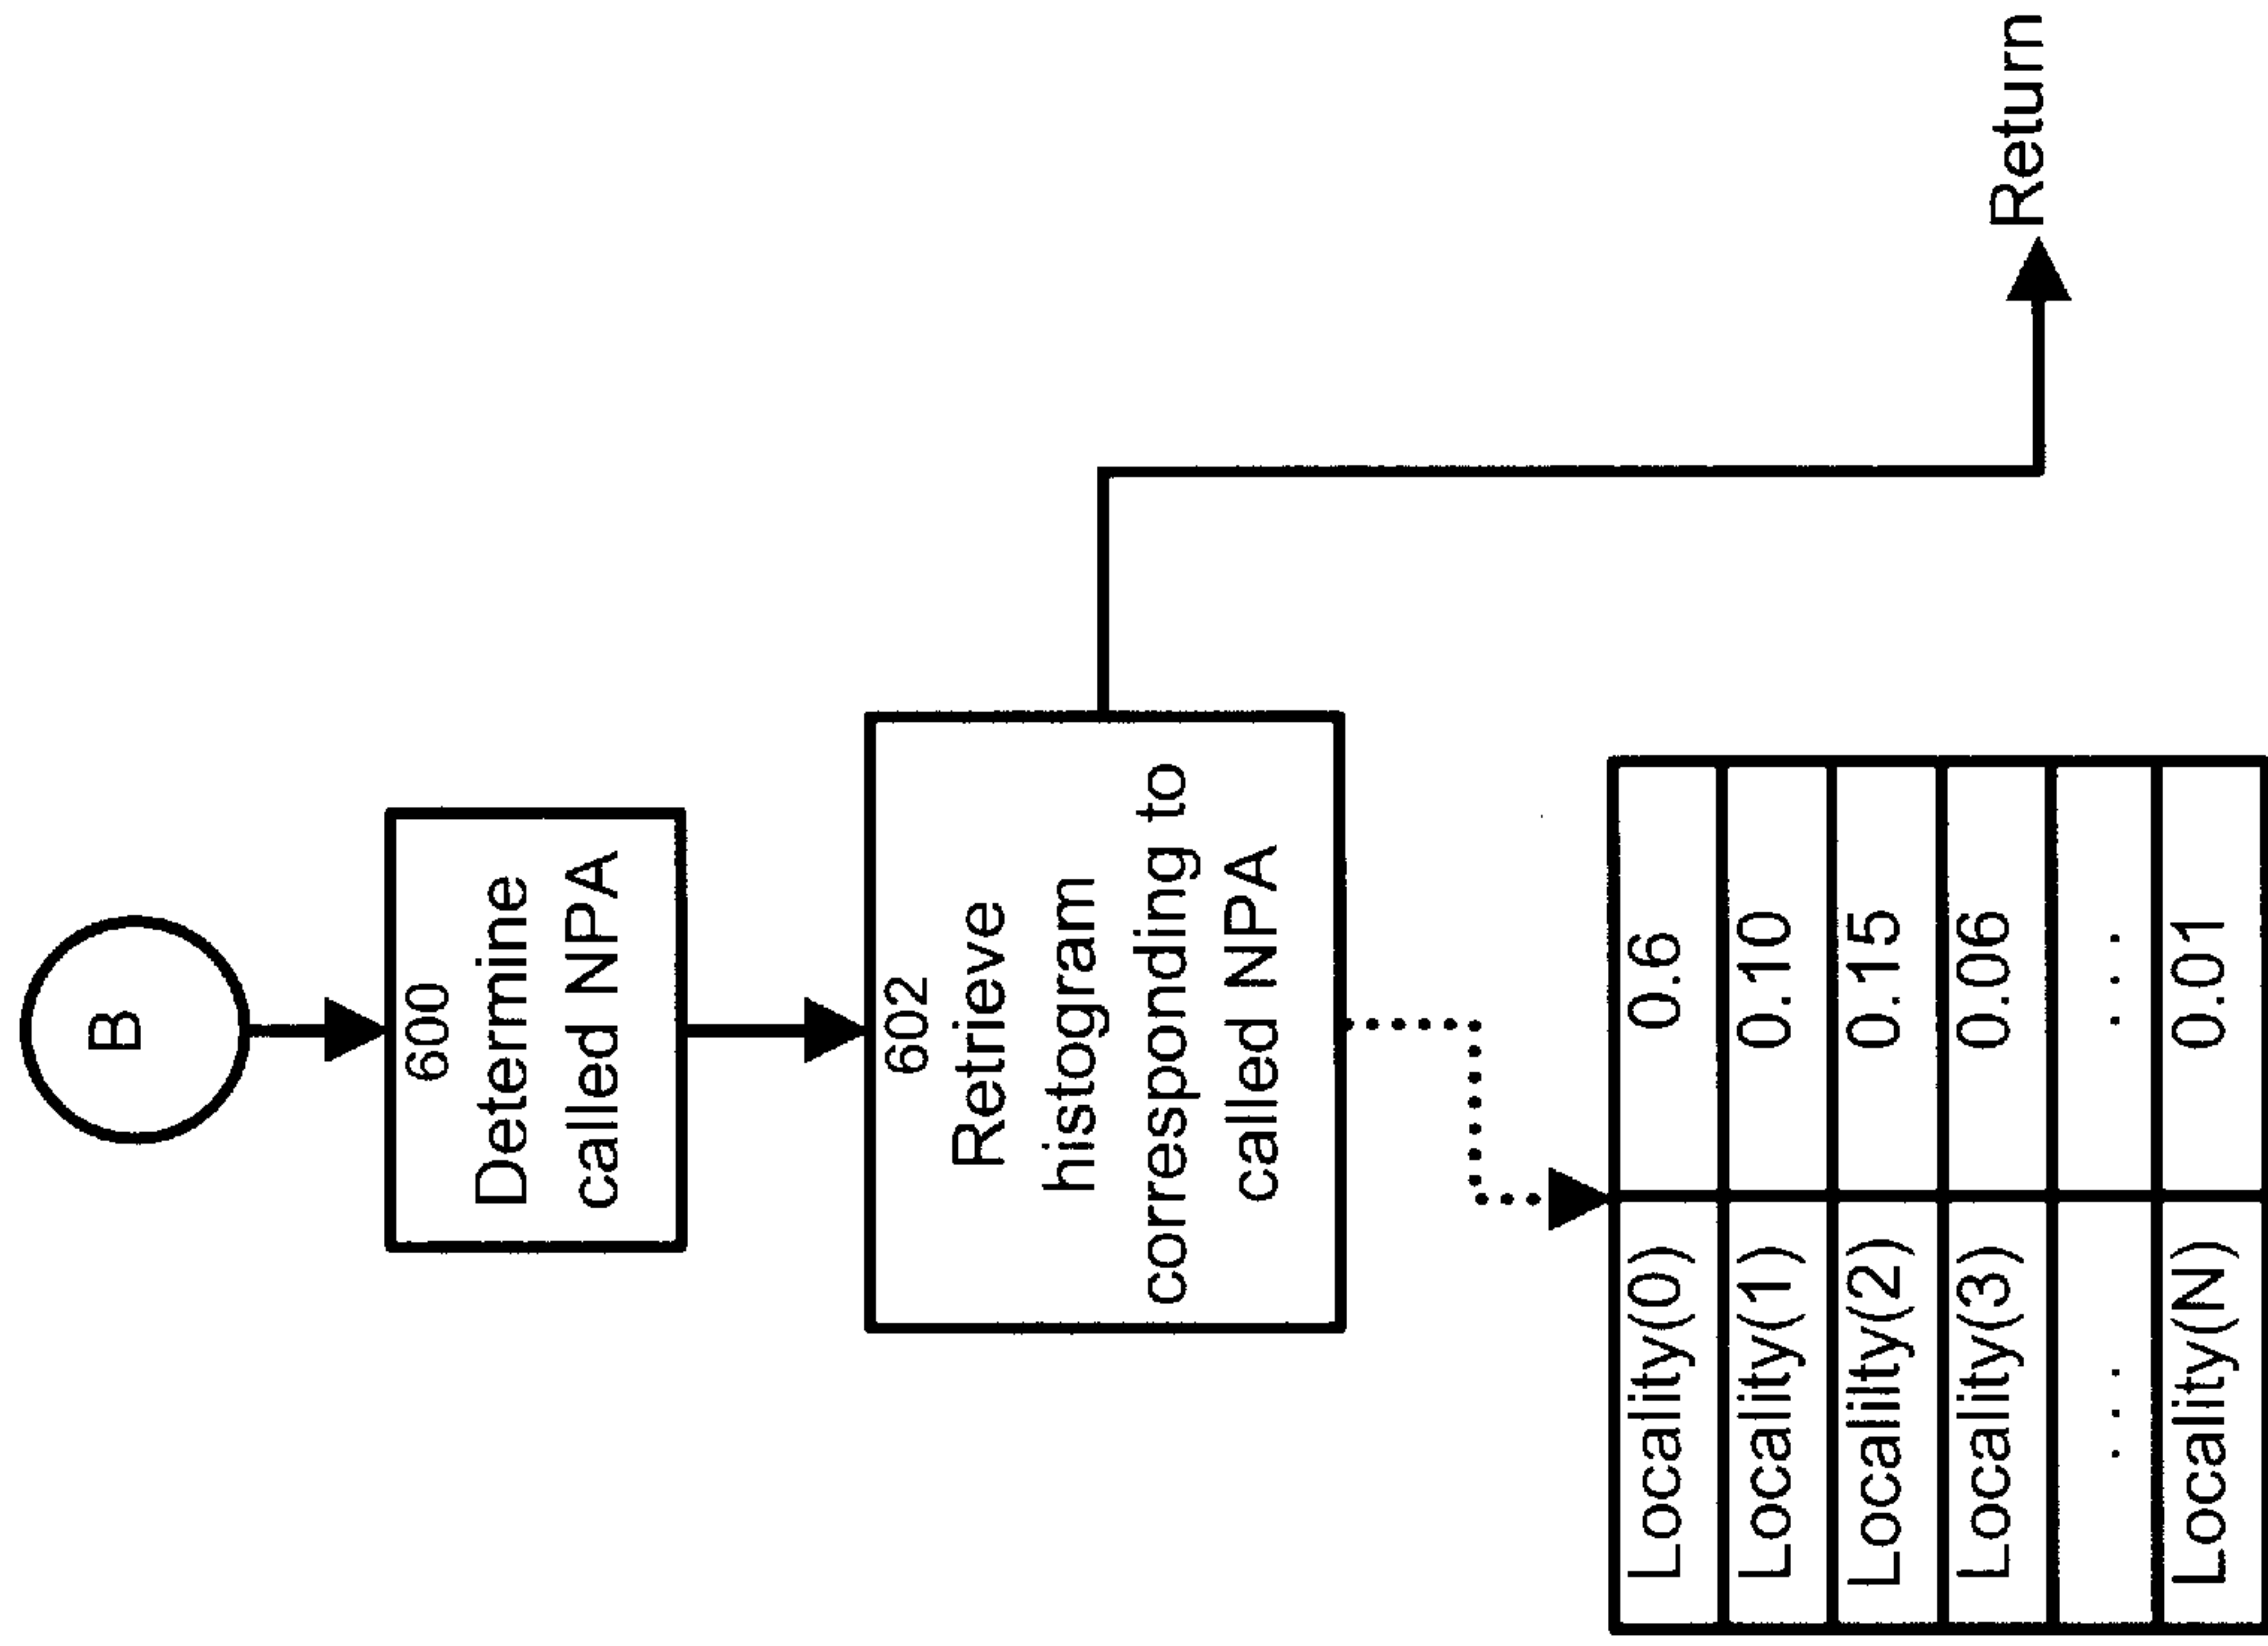 B
600
Determine
called NPA
602
Retrieve
histogram
corresponding to
called NPA
Return
Locality(0) 0.6
Locality(1) 0.10
Locality(2) 0.15
Locality(3) 0.06
... ...
Locality(N) 0.01